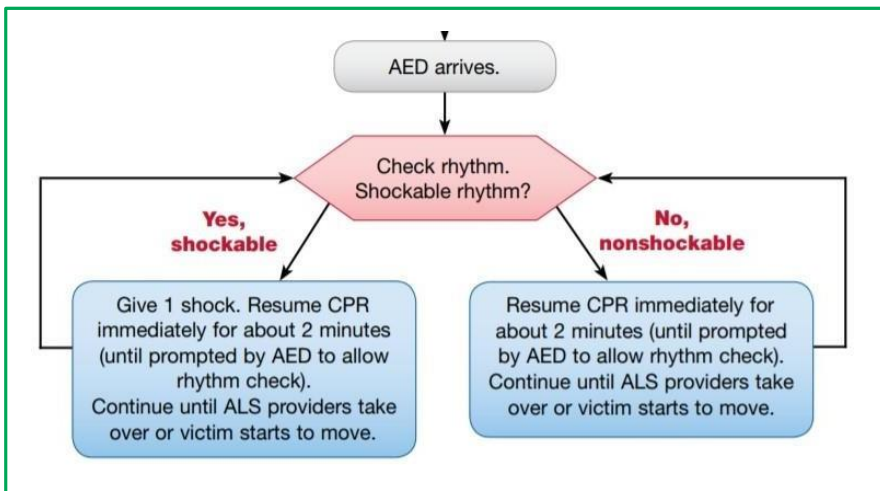 AED arrives.
Check rhythm.
Shockable rhythm?
Yes,
shockable
No,
nonshockable
Give 1 shock. Resume CPR
immediately for about 2 minutes
(until prompted by AED to allow
rhythm check).
Continue until ALS providers take
over or victim starts to move.
Resume CPR immediately for
about 2 minutes (until prompted
by AED to allow rhythm check).
Continue until ALS providers take
over or victim starts to move.